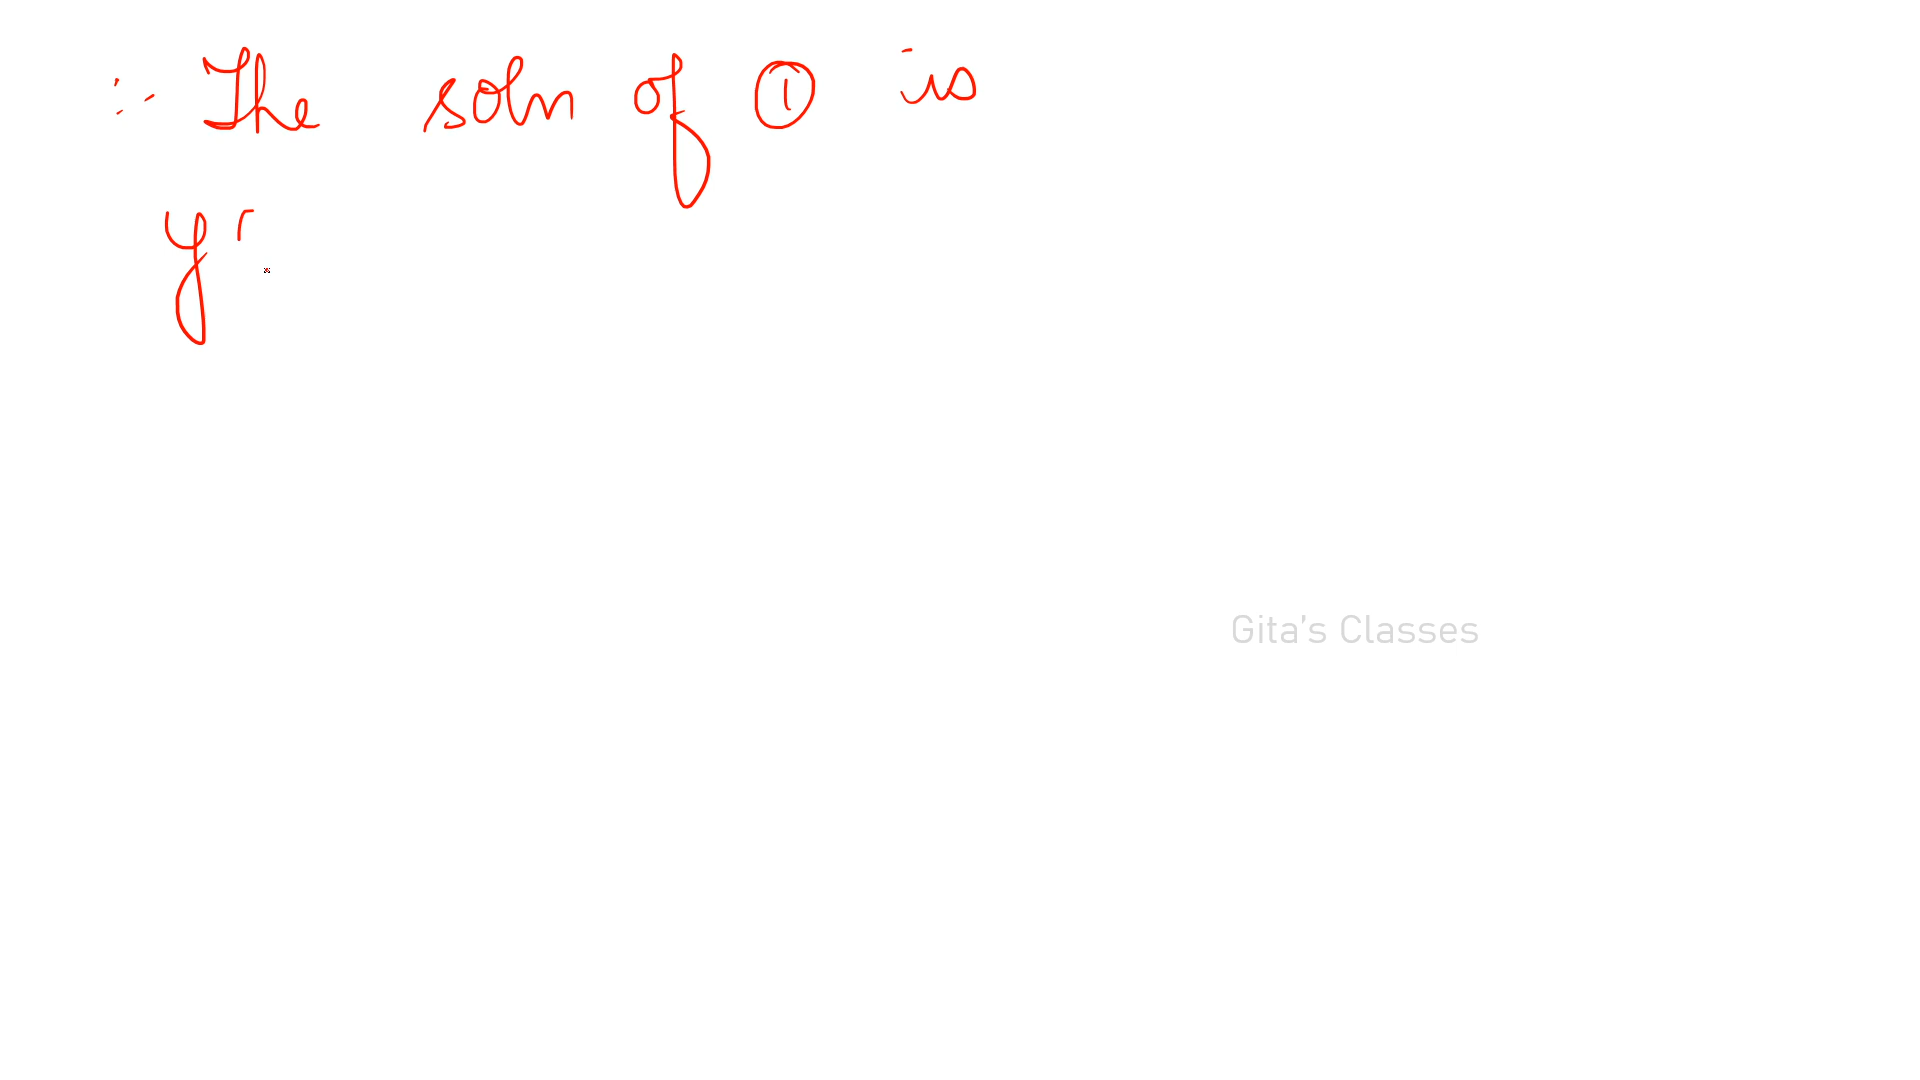 ∴ The soln of ① is
y
Gita's Classes